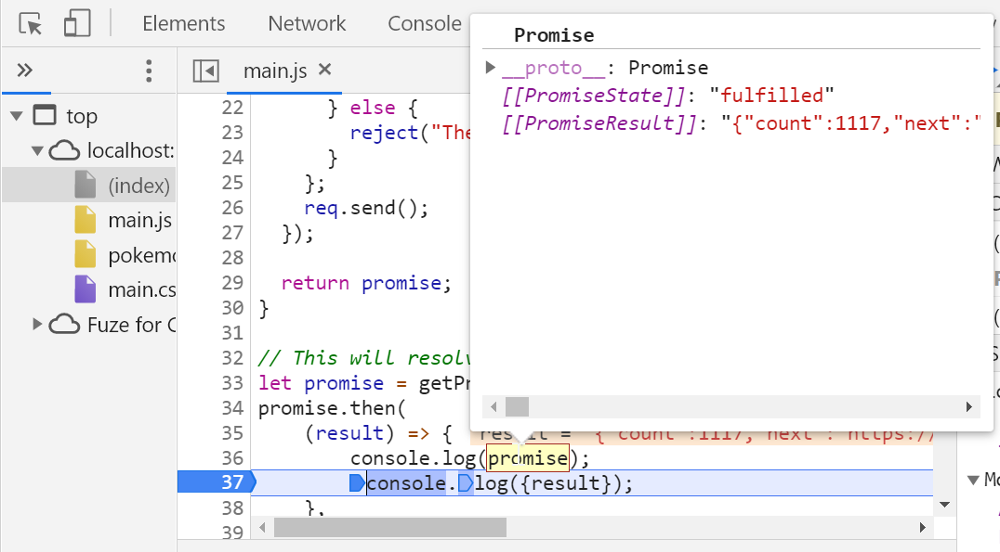 Elements Network Console
main.js ×
top
localhost:
(index)
main.js
main.cs
Fuze for
22 } else {
23 reject("The
24 }
25 };
26 req.send();
27 });
28
29 return promise;
30 }
31
32 // This will resolv
33 let promise = getPr
34 promise.then(
35 (result) => { result = "{"count":1117,"next":"https://
36 console.log(promise);
37 console.log({result});
38 },
39
Promise
__proto__: Promise
[[PromiseState]]: "fulfilled"
[[PromiseResult]]: "{"count":1117,"next":"